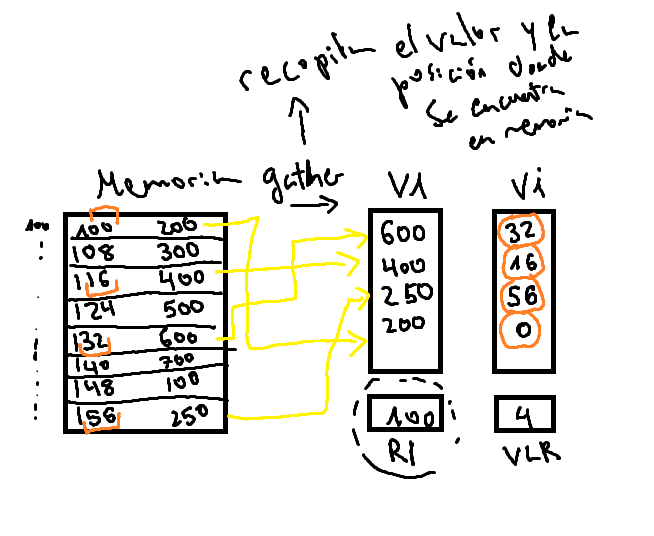 recopila el valor y la
posición donde
se encuentra
en memoria
Memoria gather V1 Vi
100 100 200 600 32
108 300 400 16
116 400 250 56
124 500 200 0
132 600
140 700
148 100
156 250 100 4
R1 VLR